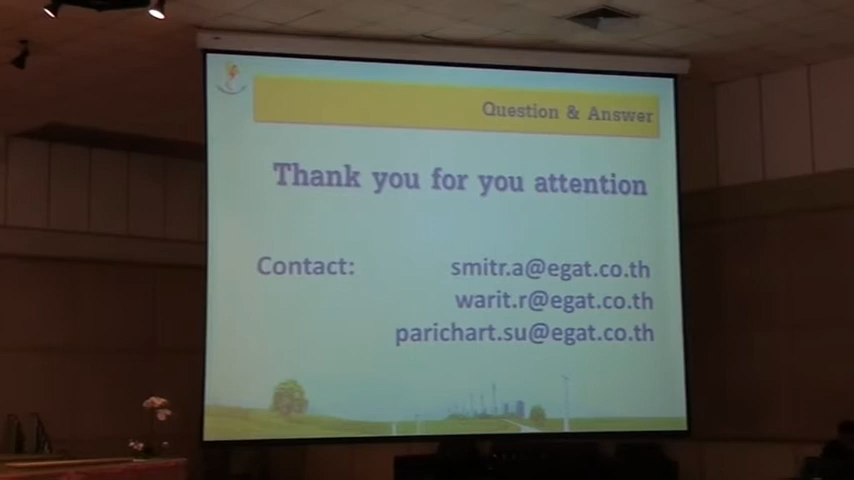 Question & Answer
Thank you for you attention
Contact: smitr.a@egat.co.th
warit.r@egat.co.th
parichart.su@egat.co.th